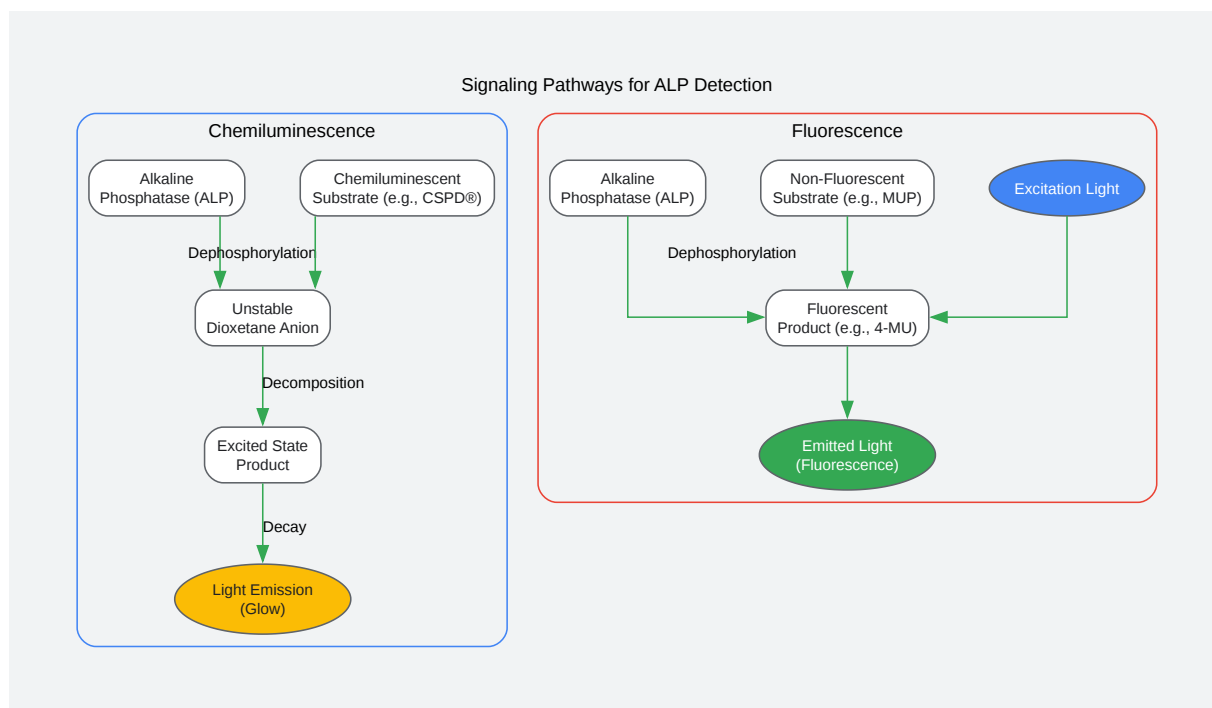 Signaling Pathways for ALP Detection
Chemiluminescence
Alkaline
Phosphatase (ALP)
Chemiluminescent
Substrate (e.g., CSPD®)
Dephosphorylation
Unstable
Dioxetane Anion
Decomposition
Excited State
Product
Decay
Light Emission
(Glow)
Fluorescence
Alkaline
Phosphatase (ALP)
Non-Fluorescent
Substrate (e.g., MUP)
Excitation Light
Dephosphorylation
Fluorescent
Product (e.g., 4-MU)
Emitted Light
(Fluorescence)